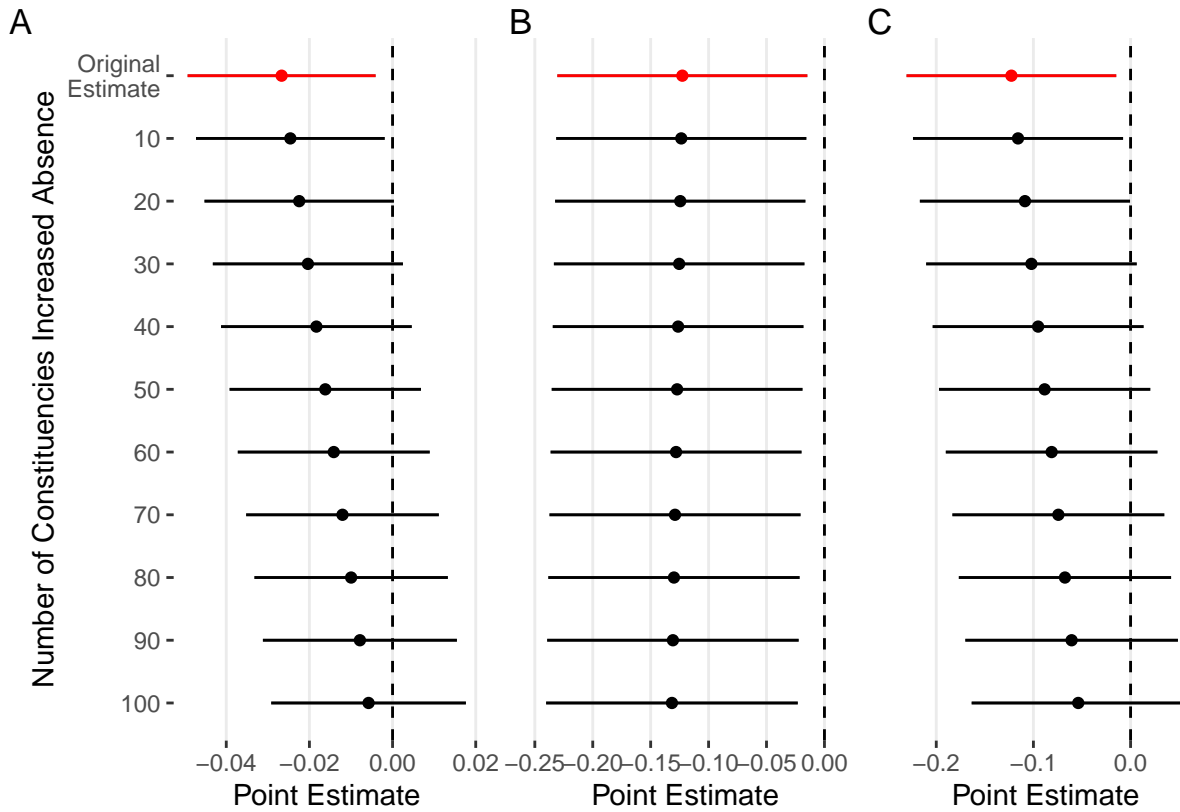 A
B
C
Number of Constituencies Increased Absence
Original
Estimate
10
20
30
40
50
60
70
80
90
100
−0.04 −0.02 0.00 0.02
−0.25 −0.20 −0.15 −0.10 −0.05 0.00
−0.2 −0.1 0.0
Point Estimate
Point Estimate
Point Estimate